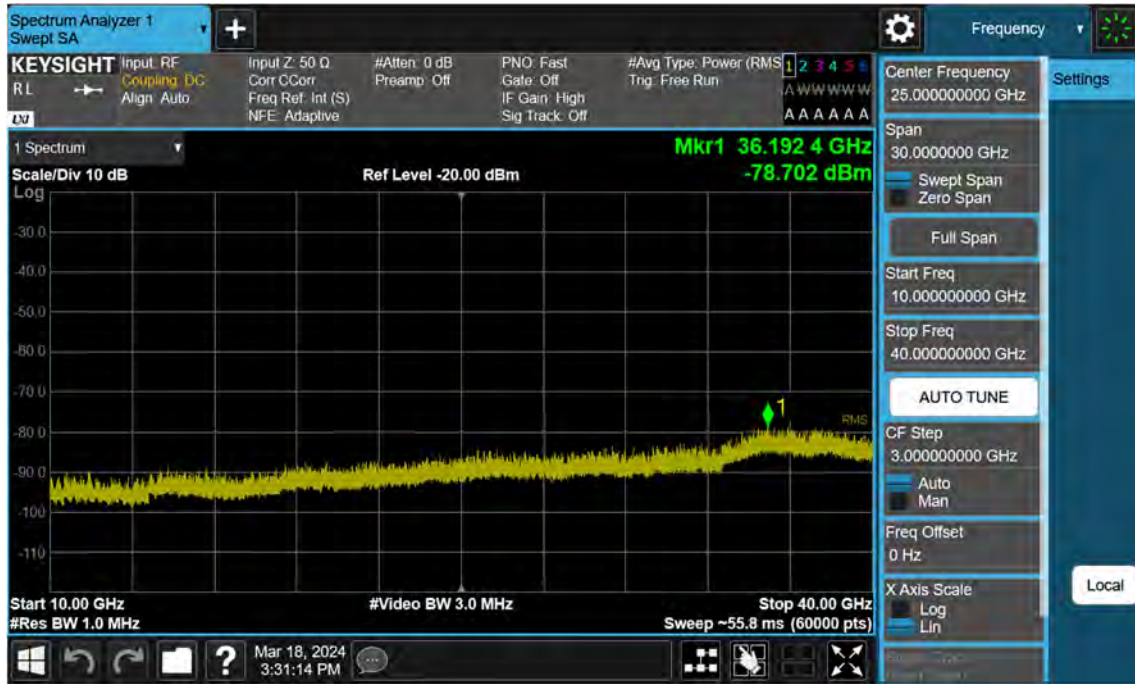 Spectrum Analyzer 1
Swept SA
+
Frequency
KEYSIGHT
RL
LXI
Input: RF
Coupling: DC
Align: Auto
Input Z: 50 Ω
Corr CCorr
Freq Ref: Int (S)
NFE: Adaptive
#Atten: 0 dB
Preamp: Off
PNO: Fast
Gate: Off
IF Gain: High
Sig Track: Off
#Avg Type: Power (RMS
Trig: Free Run
1 2 3 4 5 6
A W W W W W
A A A A A A
1 Spectrum
Scale/Div 10 dB
Ref Level -20.00 dBm
Mkr1 36.192 4 GHz
-78.702 dBm
Log
-30.0
-40.0
-50.0
-60.0
-70.0
-80.0
-90.0
-100
-110
1
RMS
Start 10.00 GHz
#Res BW 1.0 MHz
#Video BW 3.0 MHz
Stop 40.00 GHz
Sweep ~55.8 ms (60000 pts)
?
Mar 18, 2024
3:31:14 PM
Center Frequency
25.000000000 GHz
Span
30.0000000 GHz
Swept Span
Zero Span
Full Span
Start Freq
10.000000000 GHz
Stop Freq
40.000000000 GHz
AUTO TUNE
CF Step
3.000000000 GHz
Auto
Man
Freq Offset
0 Hz
X Axis Scale
Log
Lin
Settings
Local